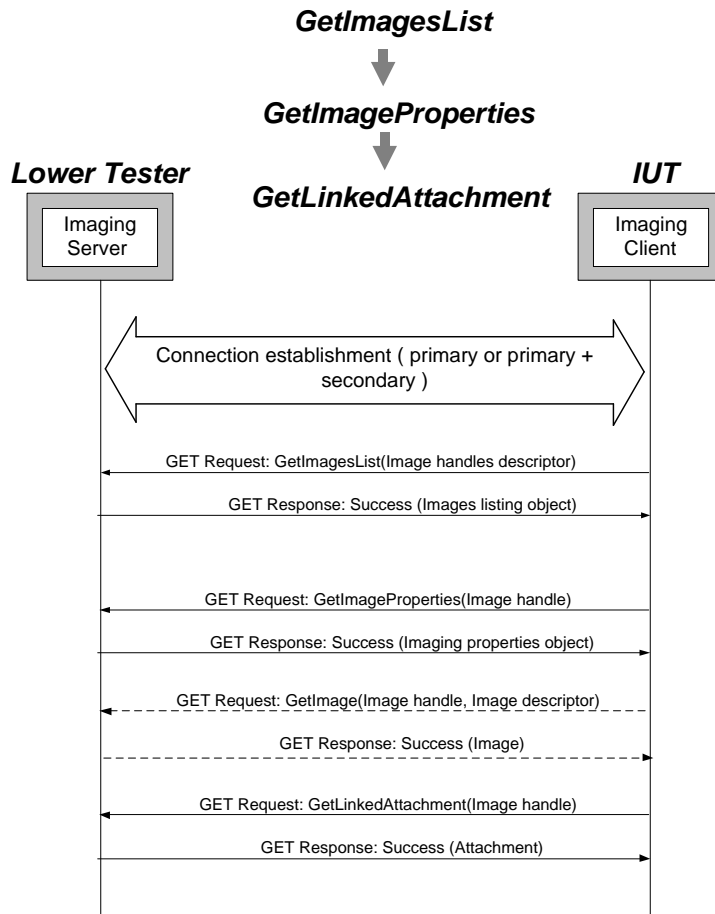 GetImagesList
GetImageProperties
Lower Tester
GetLinkedAttachment
IUT
Imaging
Server
Imaging
Client
Connection establishment ( primary or primary +
secondary )
GET Request: GetImagesList(Image handles descriptor)
GET Response: Success (Images listing object)
GET Request: GetImageProperties(Image handle)
GET Response: Success (Imaging properties object)
GET Request: GetImage(Image handle, Image descriptor)
GET Response: Success (Image)
GET Request: GetLinkedAttachment(Image handle)
GET Response: Success (Attachment)